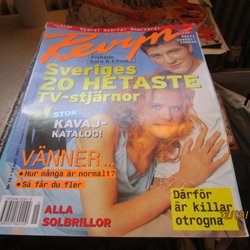 Revyn
Älskade
Sara & Linus...
Sveriges
20 HETASTE
TV-stjärnor
STOR
KAVAJ-
KATALOG!
VÄNNER...
• Hur många är normalt?
• Så får du fler
ALLA
SOLBRILLOR
Därför
är killar
otrogna